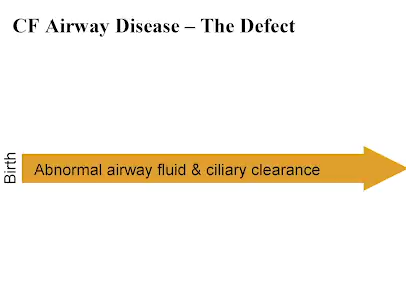 CF Airway Disease – The Defect
Birth
Abnormal airway fluid & ciliary clearance